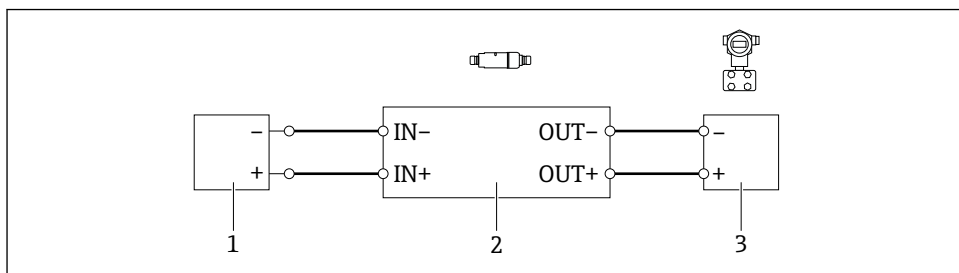 − IN− OUT− −
+ IN+ OUT+ +
1 2 3